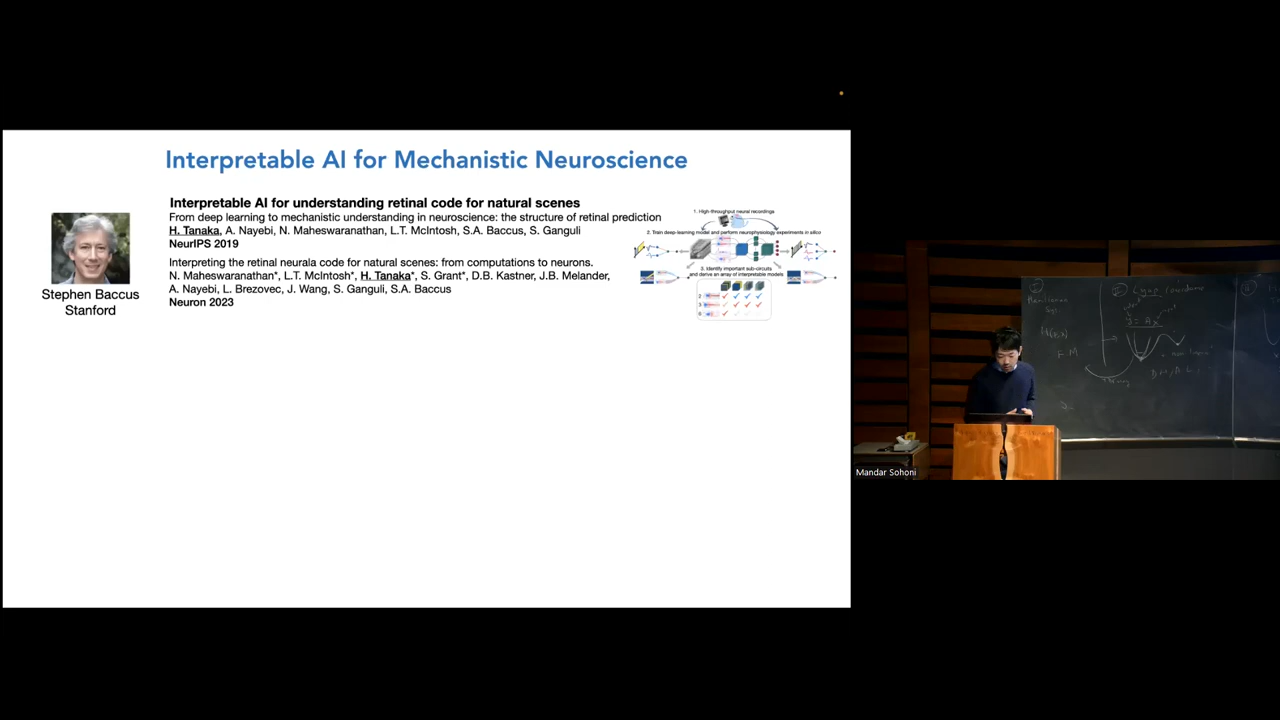 Interpretable AI for Mechanistic Neuroscience
Stephen Baccus
Stanford
Interpretable AI for understanding retinal code for natural scenes
From deep learning to mechanistic understanding in neuroscience: the structure of retinal prediction
H. Tanaka, A. Nayebi, N. Maheswaranathan, L.T. McIntosh, S.A. Baccus, S. Ganguli
NeurIPS 2019
Interpreting the retinal neurala code for natural scenes: from computations to neurons.
N. Maheswaranathan*, L.T. McIntosh*, H. Tanaka*, S. Grant*, D.B. Kastner, J.B. Melander,
A. Nayebi, L. Brezovec, J. Wang, S. Ganguli, S.A. Baccus
Neuron 2023
1. High-throughput neural recordings
2. Train deep-learning model and perform neurophysiology experiments in silico
3. Identify important sub-circuits
and derive an array of interpretable models
Mandar Sohoni